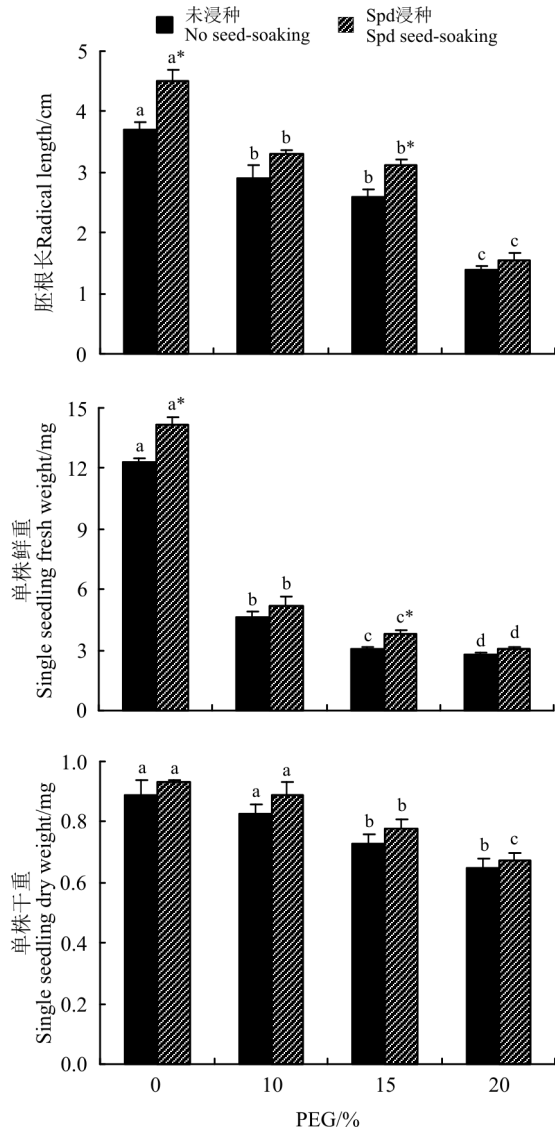 未浸种
No seed-soaking
Spd浸种
Spd seed-soaking
胚根长Radical length/cm
5
4
3
2
1
0
a
a*
b
b
b
b*
c
c
单株鲜重
Single seedling fresh weight/mg
15
12
9
6
3
0
a
a*
b
b
c
c*
d
d
单株干重
Single seedling dry weight/mg
1.0
0.8
0.6
0.4
0.2
0.0
a
a
a
a
b
b
b
c
0
10
15
20
PEG/%